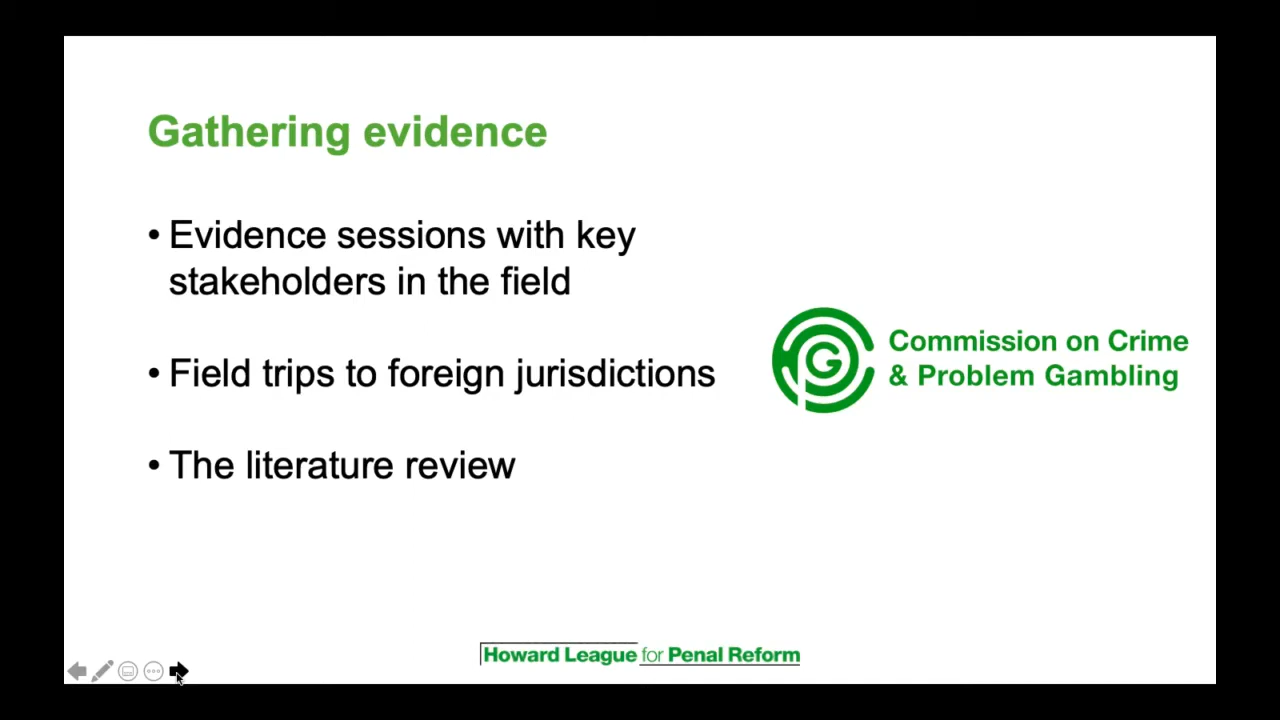 Gathering evidence
• Evidence sessions with key
stakeholders in the field
• Field trips to foreign jurisdictions
• The literature review
Commission on Crime
& Problem Gambling
Howard League for Penal Reform